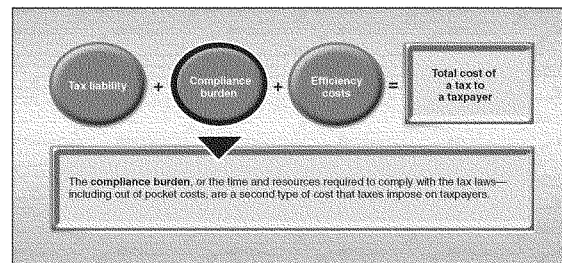 Tax liability + Compliance burden + Efficiency costs = Total cost of a tax to a taxpayer
The compliance burden, or the time and resources required to comply with the tax laws—
including out of pocket costs, are a second type of cost that taxes impose on taxpayers.